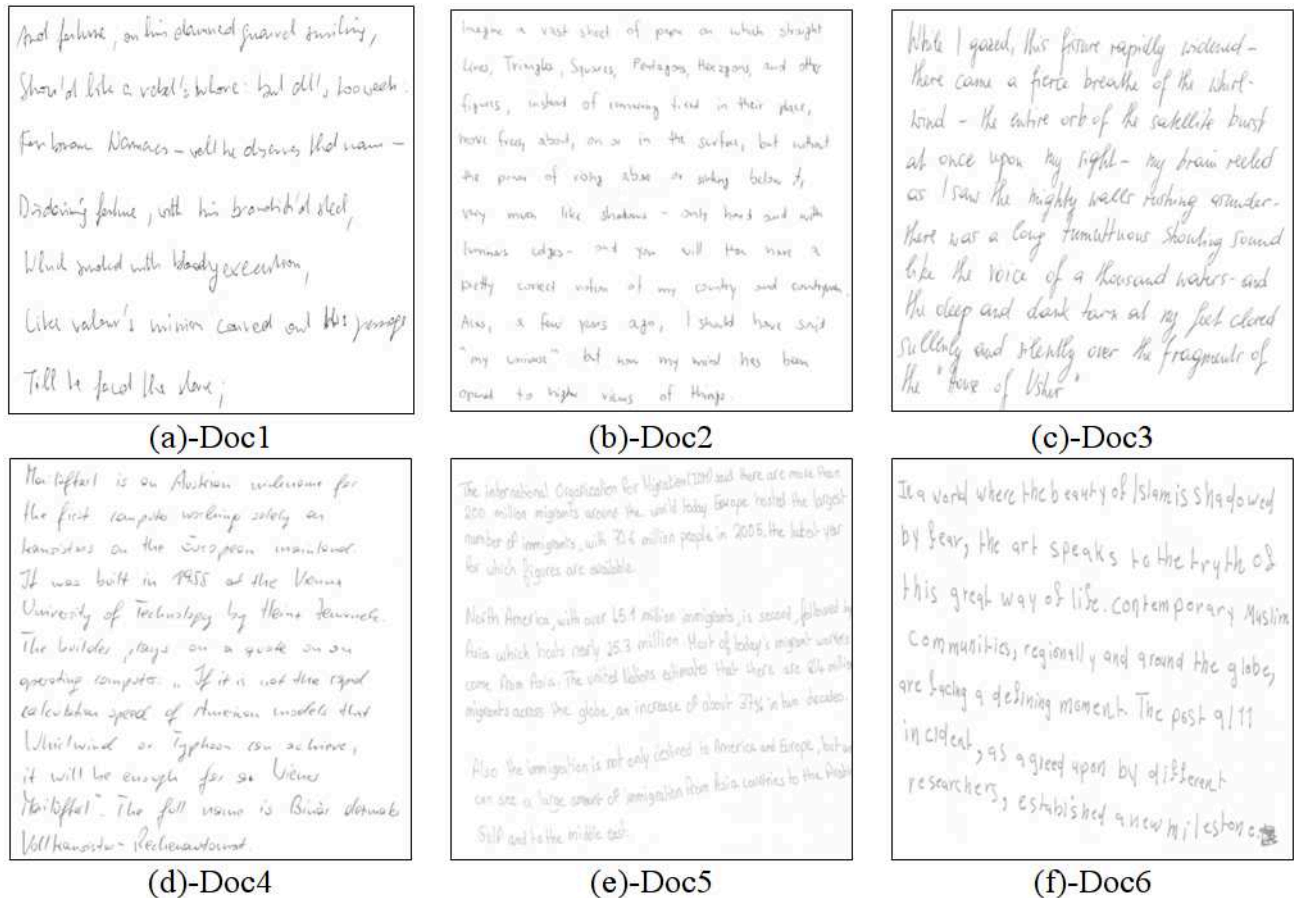 And fortune, on his damned quarrel smiling,
Show'd like a rebel's whore: but all's too weak.
For brave Macbeth - well he deserves that name -
Disdaining fortune, with his brandish'd steel,
Which smoked with bloody execution,
Like valour's minion carved out his passage
Till he faced the slave;
(a)-Doc1
Imagine a vast sheet of paper on which straight
Lines, Triangles, Squares, Pentagons, Hexagons, and other
figures, instead of remaining fixed in their place,
move freely about, on or in the surface, but without
the power of rising above or sinking below it,
very much like shadows - only hard and with
luminous edges - and you will then have a
pretty correct notion of my country and countrymen.
Alas, a few years ago, I should have said
"my universe" but now my mind has been
opened to higher views of things.
(b)-Doc2
While I gazed, this fissure rapidly widened -
there came a fierce breathe of the whirl-
wind - the entire orb of the satellite burst
at once upon my sight - my brain reeled
as I saw the mighty walls rushing asunder -
there was a long tumultuous shouting sound
like the voice of a thousand waters - and
the deep and dank tarn at my feet closed
sullenly and silently over the fragments of
the "House of Usher"
(c)-Doc3
Mailüfterl is an Austrian nickname for
the first computer working solely on
transistors on the European mainland.
It was built in 1955 at the Vienna
University of Technology by Heinz Zemanek.
The builder plays on a quote on an
operating computer: „If it is not the rapid
calculation speed of American models that
Whirlwind or Typhoon can achieve,
it will be enough for a Viennese
Mailüfterl". The full name is Binär dezimaler
Volltransistor-Rechenautomat.
(d)-Doc4
The International Organization for Migration (IOM) said there are more than
200 million migrants around the world today. Europe hosted the largest
number of immigrants, with 70.6 million people in 2005, the latest year
for which figures are available.
North America, with over 45.1 million immigrants, is second, followed by
Asia which hosts nearly 25.3 million. Most of today's migrant workers
come from Asia. The united Nations estimates that there are 214 million
migrants across the globe, an increase of about 37% in two decades.
Also the immigration is not only destined to America and Europe, but we
can see a large amount of immigration from Asia countries to the Arabia
Gulf and to the middle east.
(e)-Doc5
In a world where the beauty of Islam is shadowed
by fear, the art speaks to the tryth of
this great way of life. Contemporary Muslim
communities, regionally and around the globe,
are facing a defining moment. The post 9/11
incident, as agreed upon by different
researchers, established a new milestone.
(f)-Doc6